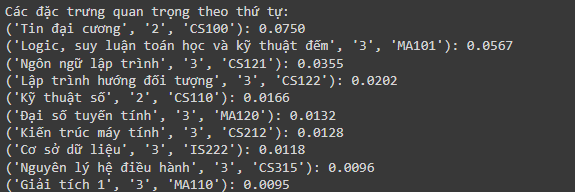 Các đặc trưng quan trọng theo thứ tự:
('Tin đại cương', '2', 'CS100'): 0.0750
('Logic, suy luận toán học và kỹ thuật đếm', '3', 'MA101'): 0.0567
('Ngôn ngữ lập trình', '3', 'CS121'): 0.0355
('Lập trình hướng đối tượng', '3', 'CS122'): 0.0202
('Kỹ thuật số', '2', 'CS110'): 0.0166
('Đại số tuyến tính', '3', 'MA120'): 0.0132
('Kiến trúc máy tính', '3', 'CS212'): 0.0128
('Cơ sở dữ liệu', '3', 'IS222'): 0.0118
('Nguyên lý hệ điều hành', '3', 'CS315'): 0.0096
('Giải tích 1', '3', 'MA110'): 0.0095